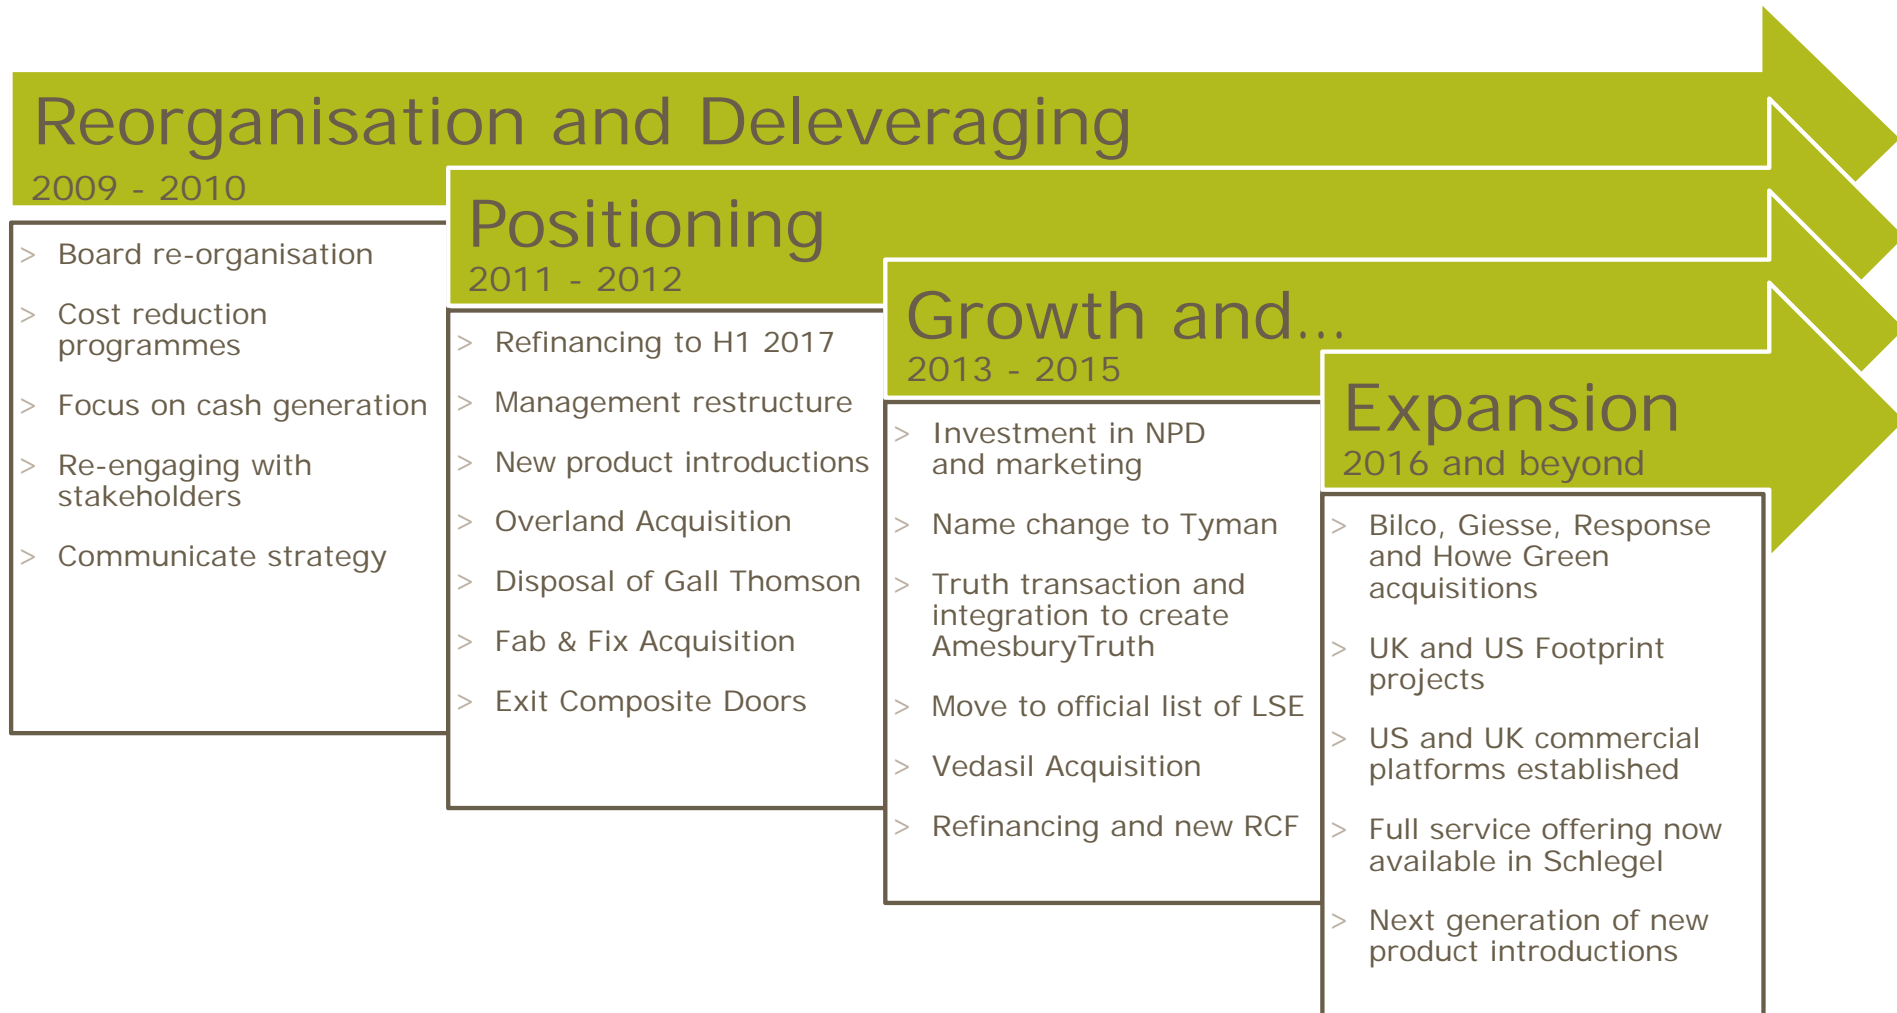 Reorganisation and Deleveraging
2009 - 2010
> Board re-organisation
> Cost reduction
programmes
> Focus on cash generation
> Re-engaging with
stakeholders
> Communicate strategy
Positioning
2011 - 2012
> Refinancing to H1 2017
> Management restructure
> New product introductions
> Overland Acquisition
> Disposal of Gall Thomson
> Fab & Fix Acquisition
> Exit Composite Doors
Growth and...
2013 - 2015
> Investment in NPD
and marketing
> Name change to Tyman
> Truth transaction and
integration to create
AmesburyTruth
> Move to official list of LSE
> Vedasil Acquisition
> Refinancing and new RCF
Expansion
2016 and beyond
> Bilco, Giesse, Response
and Howe Green
acquisitions
> UK and US Footprint
projects
> US and UK commercial
platforms established
> Full service offering now
available in Schlegel
> Next generation of new
product introductions